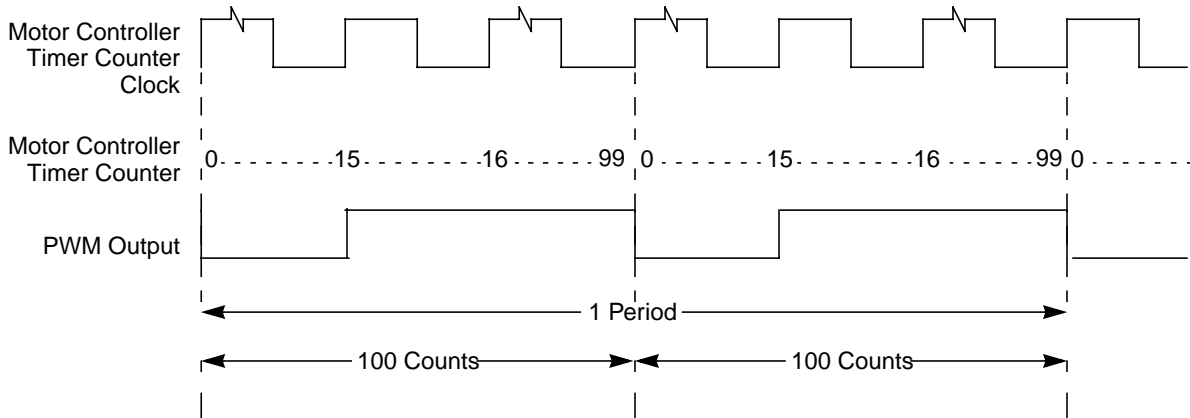 Motor Controller
Timer Counter
Clock
Motor Controller
Timer Counter
0 15 16 99 0 15 16 99 0
PWM Output
1 Period
100 Counts 100 Counts